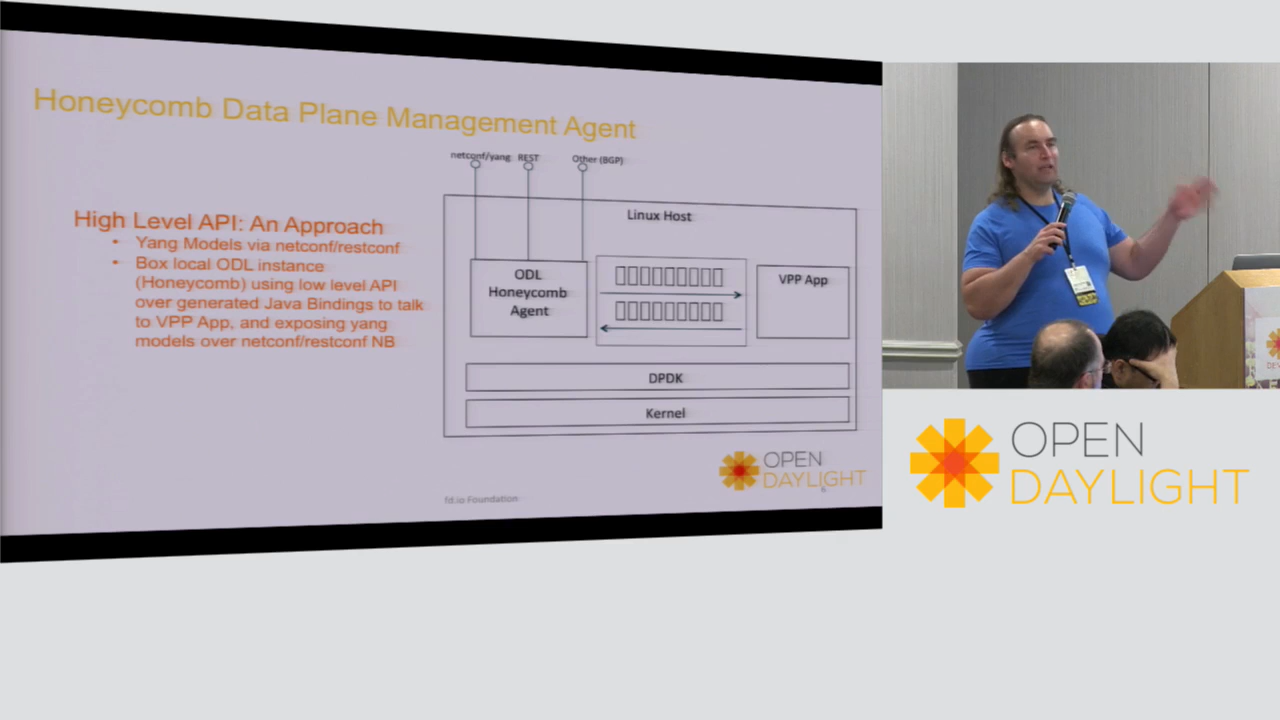 Honeycomb Data Plane Management Agent
netconf/yang
REST
Other (BGP)
High Level API: An Approach
• Yang Models via netconf/restconf
• Box local ODL instance
(Honeycomb) using low level API
over generated Java Bindings to talk
to VPP App, and exposing yang
models over netconf/restconf NB
Linux Host
ODL
Honeycomb
Agent
VPP App
DPDK
Kernel
fd.io Foundation
OPEN
DAYLIGHT
6
OPEN
DAYLIGHT